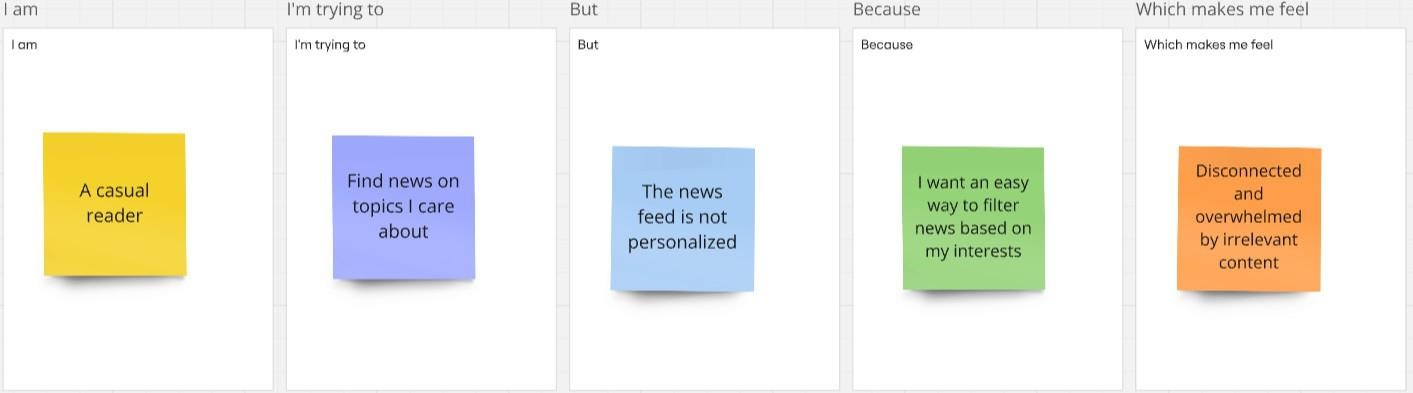 I am
I'm trying to
But
Because
Which makes me feel
I am
I'm trying to
But
Because
Which makes me feel
A casual
reader
Find news on
topics I care
about
The news
feed is not
personalized
I want an easy
way to filter
news based on
my interests
Disconnected
and
overwhelmed
by irrelevant
content